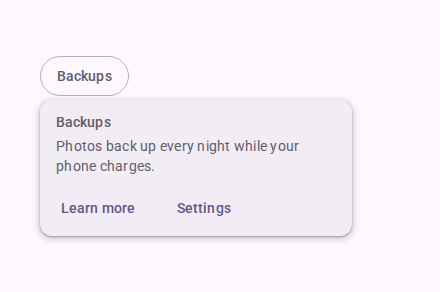 Backups
Backups
Photos back up every night while your
phone charges.
Learn more Settings